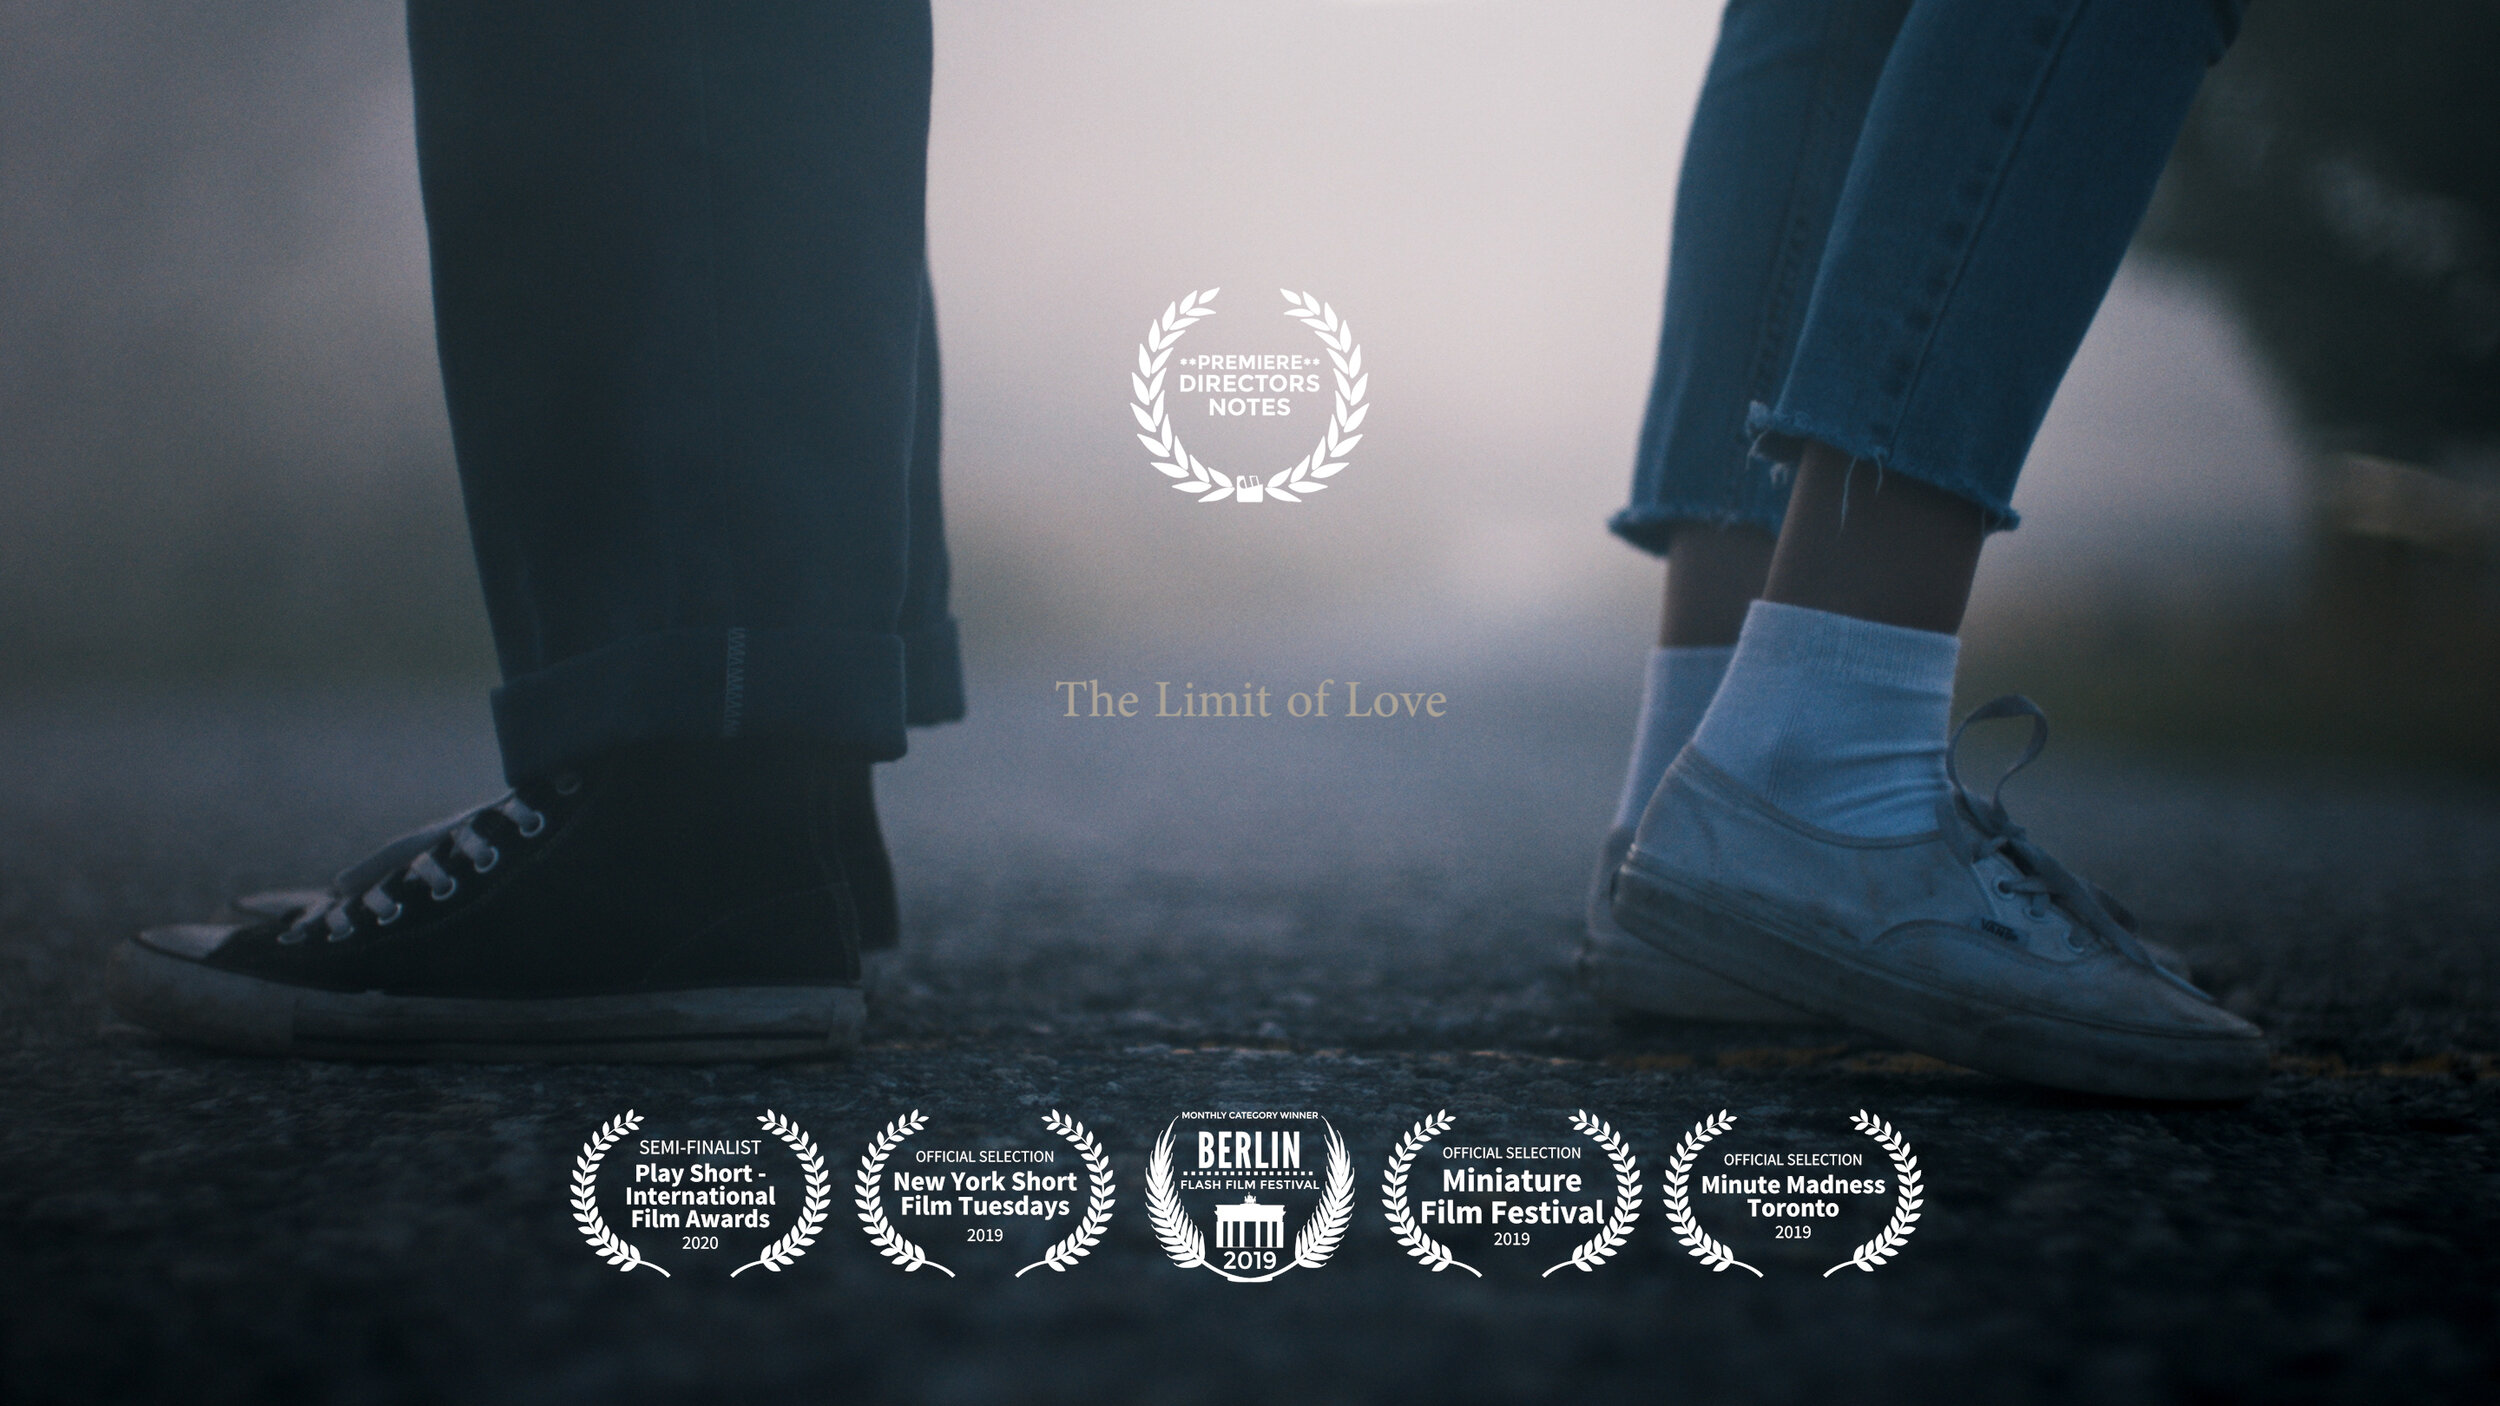 **PREMIERE**
DIRECTORS
NOTES
The Limit of Love
SEMI-FINALIST
Play Short -
International
Film Awards
2020
OFFICIAL SELECTION
New York Short
Film Tuesdays
2019
MONTHLY CATEGORY WINNER
BERLIN
FLASH FILM FESTIVAL
2019
OFFICIAL SELECTION
Miniature
Film Festival
2019
OFFICIAL SELECTION
Minute Madness
Toronto
2019
VANS